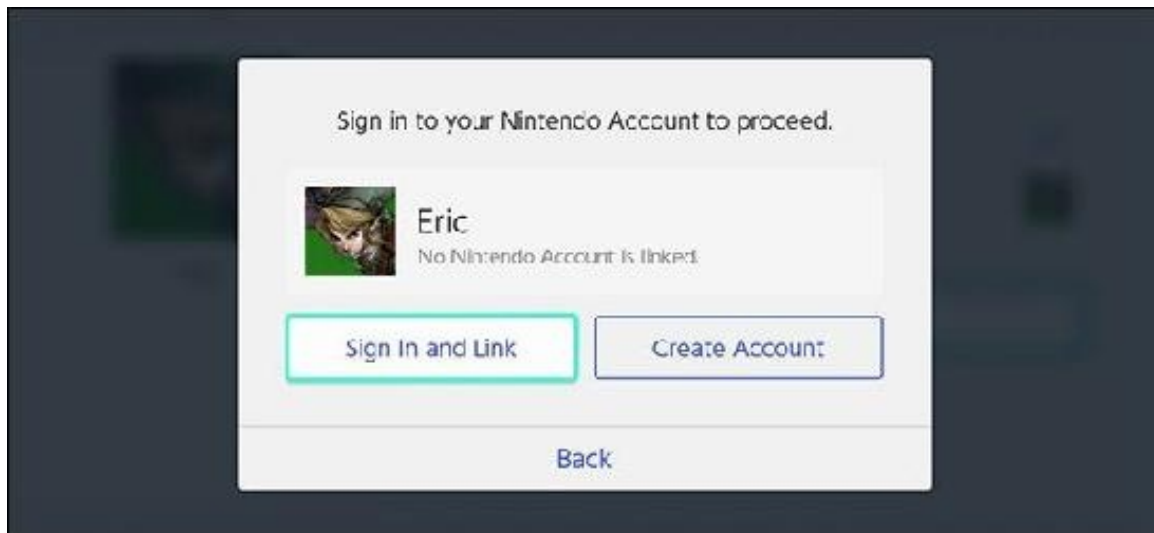 Sign in to your Nintendo Account to proceed.
Eric
No Nintendo Account is linked.
Sign In and Link
Create Account
Back